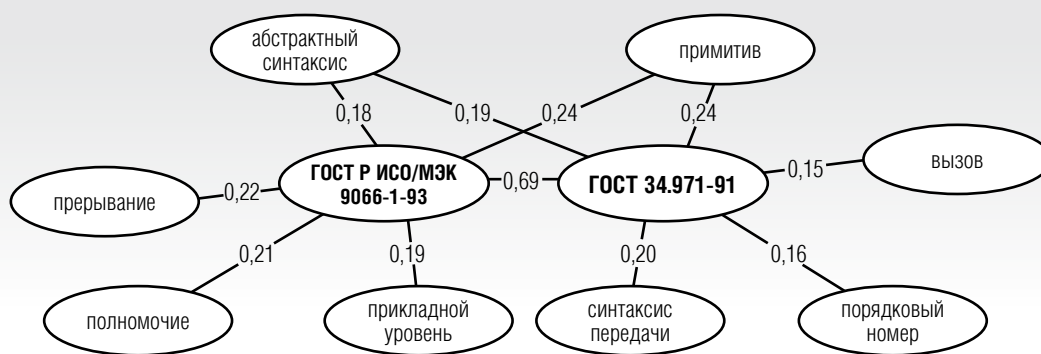 абстрактный
синтаксис
примитив
0,18
0,19
0,24
0,24
ГОСТ Р ИСО/МЭК
9066-1-93
0,69
ГОСТ 34.971-91
0,15
вызов
прерывание
0,22
0,21
0,19
0,20
0,16
полномочие
прикладной
уровень
синтаксис
передачи
порядковый
номер